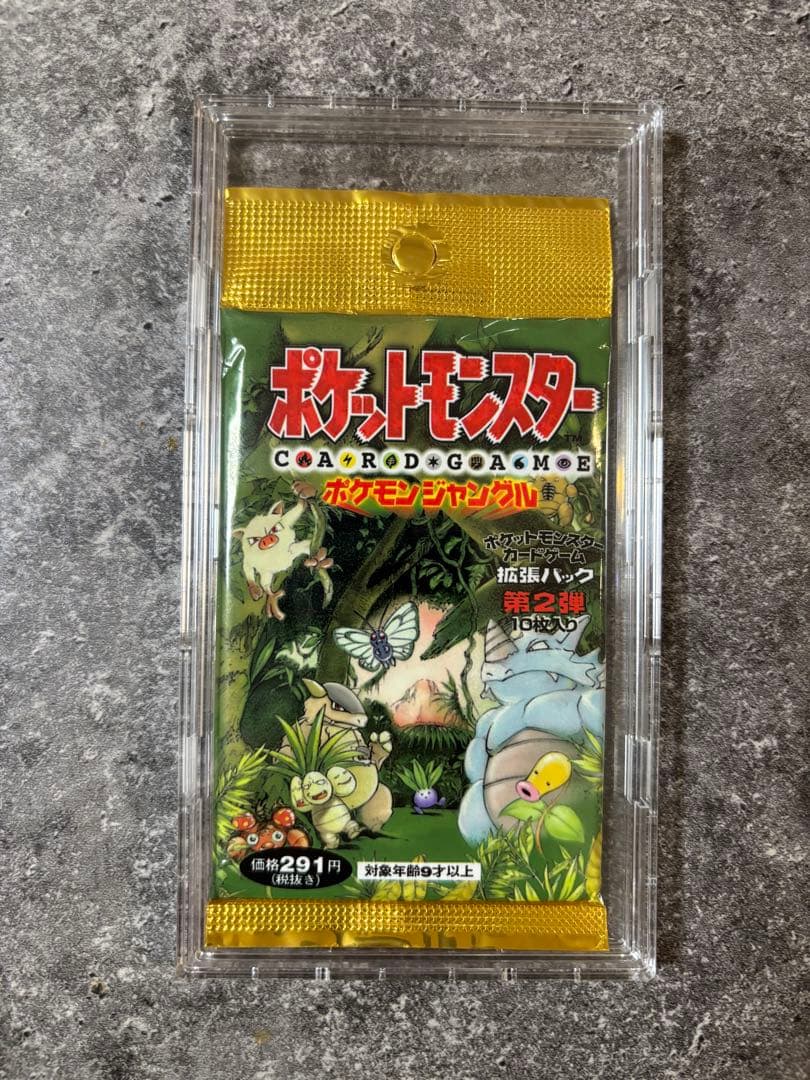 ポケットモンスター
TM
CARDGAME
ポケモンジャングル
ポケットモンスター
カードゲーム
拡張パック
第2弾
10枚入り
価格291円
(税抜き)
対象年齢9才以上